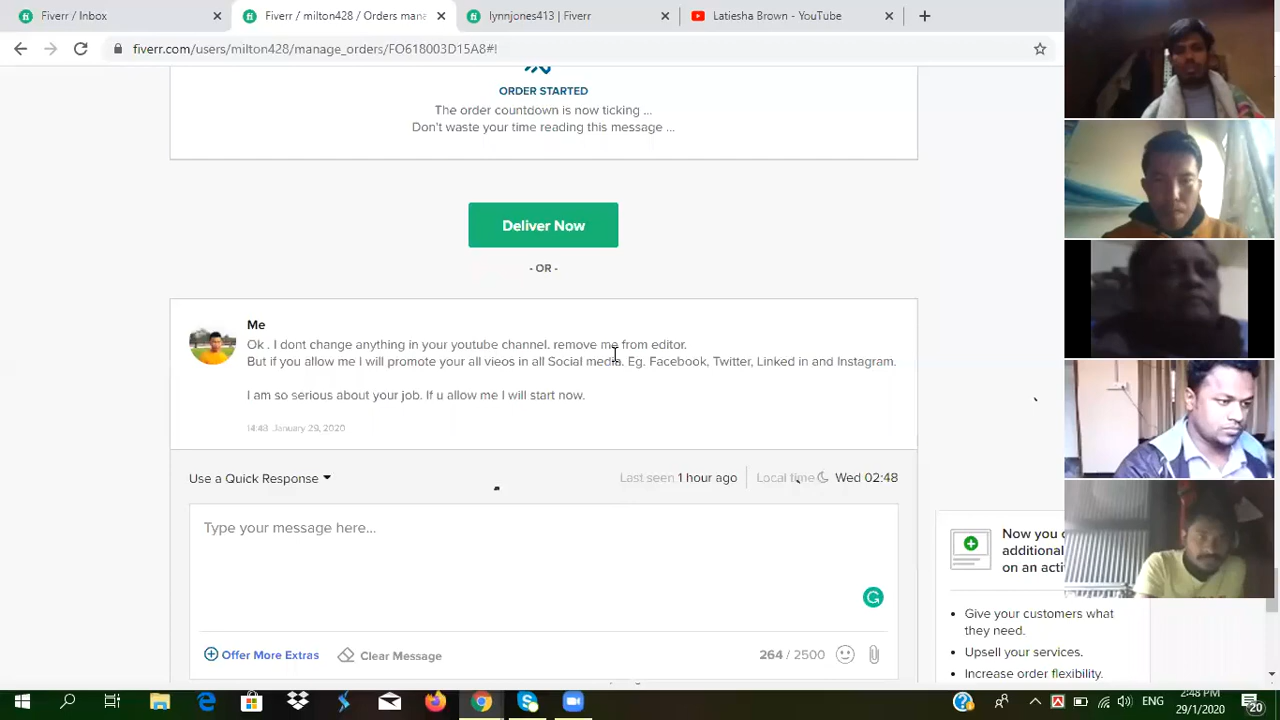 Fiverr / Inbox
Fiverr / milton428 / Orders mana
lynnjones413 | Fiverr
Latiesha Brown - YouTube
fiverr.com/users/milton428/manage_orders/FO618003D15A8#!
ORDER STARTED
The order countdown is now ticking ...
Don't waste your time reading this message ...
Deliver Now
- OR -
Me
Ok . I dont change anything in your youtube channel. remove me from editor.
But if you allow me I will promote your all vieos in all Social media. Eg. Facebook, Twitter, Linked in and Instagram.
I am so serious about your job. If u allow me I will start now.
14:48 January 29, 2020
Use a Quick Response
Last seen 1 hour ago
Local time Wed 02:48
Type your message here...
Offer More Extras
Clear Message
264 / 2500
Now you c
additional
on an acti
Give your customers what
they need.
Upsell your services.
Increase order flexibility.
ENG
2:48 PM
29/1/2020
20